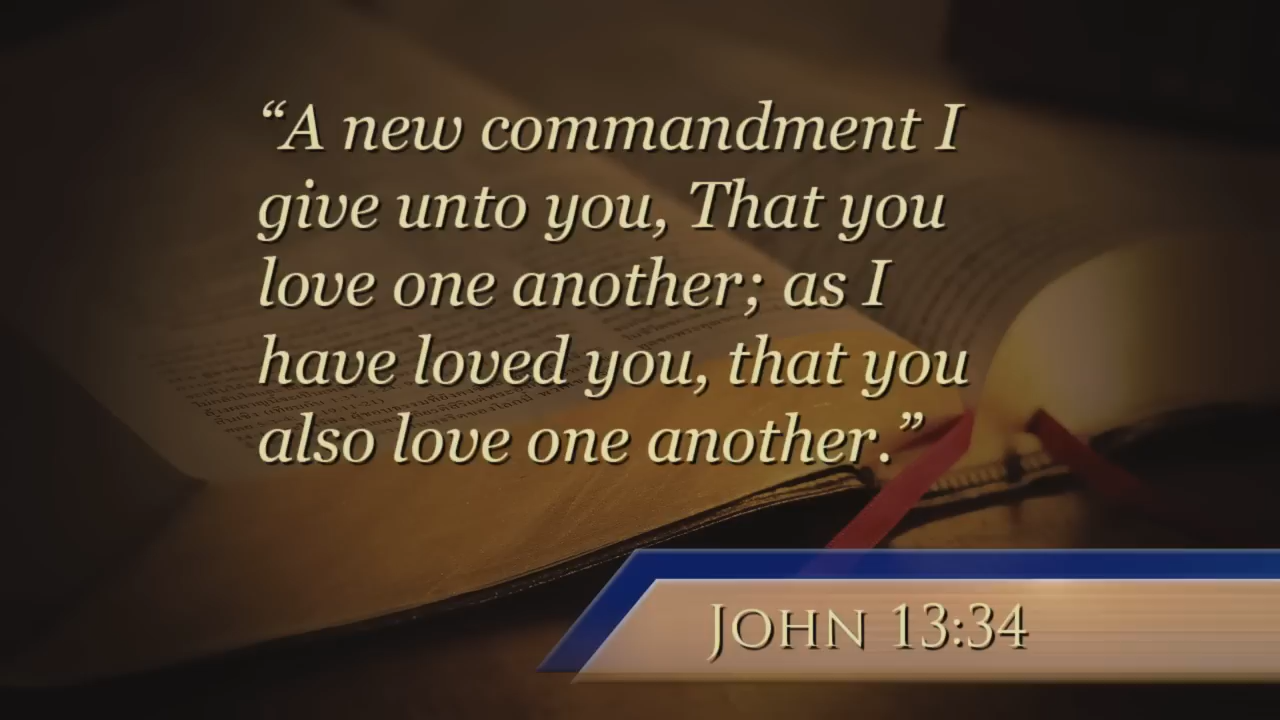 “A new commandment I
give unto you, That you
love one another; as I
have loved you, that you
also love one another.”
John 13:34